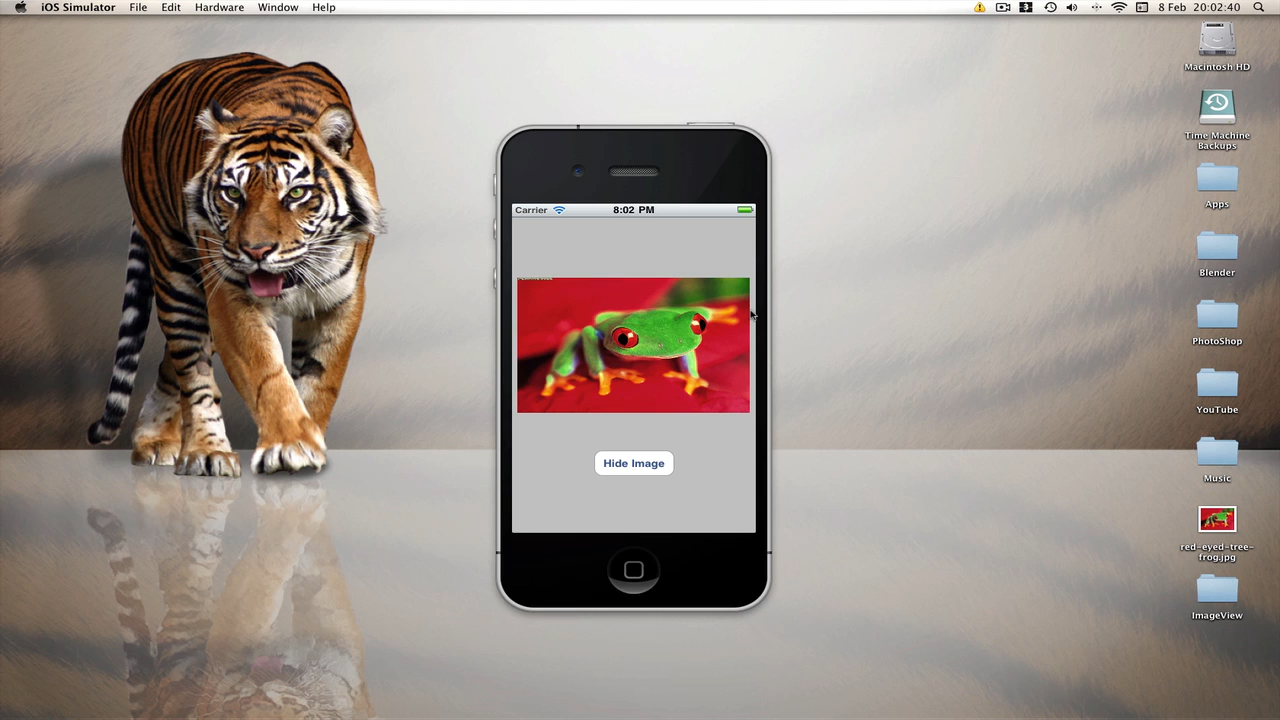 iOS Simulator File Edit Hardware Window Help 8 Feb 20:02:40
Macintosh HD
Time Machine
Backups
Apps
Blender
PhotoShop
YouTube
Music
red-eyed-tree-
frog.jpg
ImageView
Carrier 8:02 PM
Hide Image